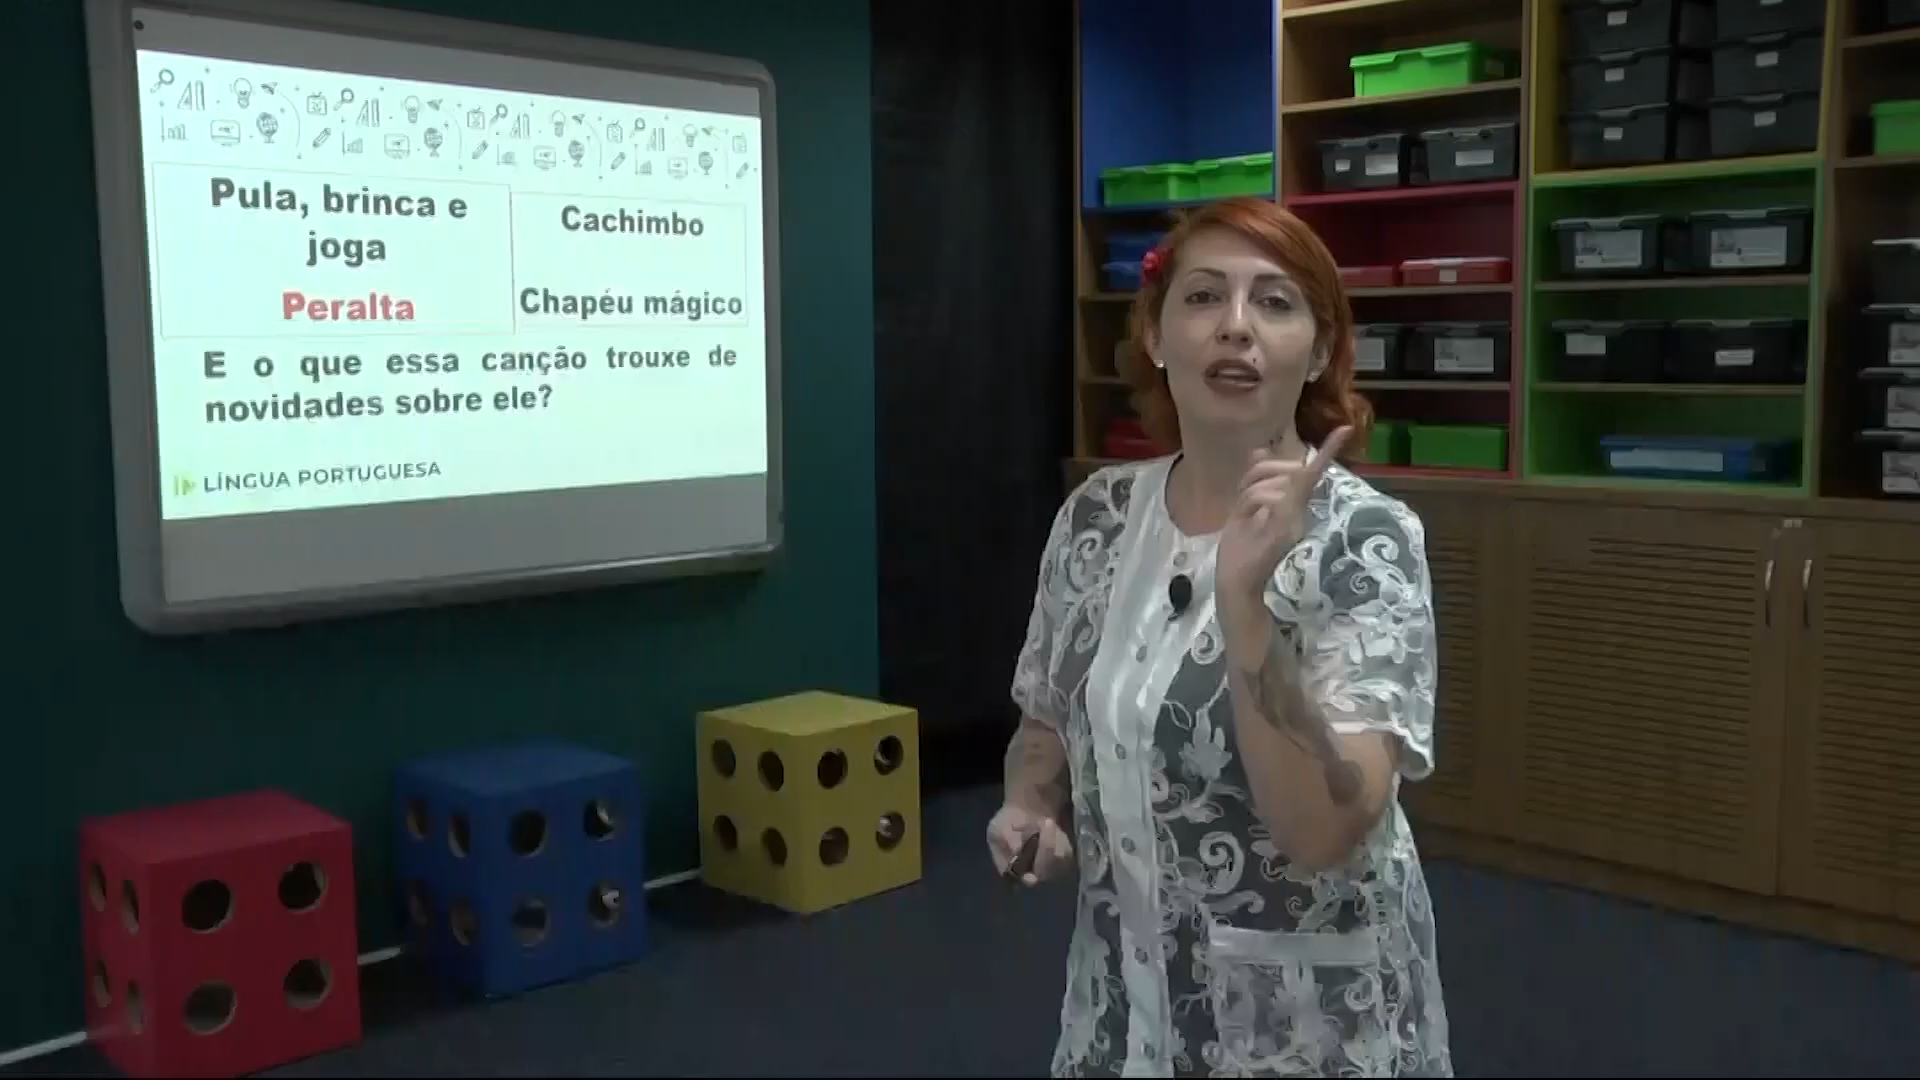 Pula, brinca e
joga
Peralta
Cachimbo
Chapéu mágico
E o que essa canção trouxe de
novidades sobre ele?
LÍNGUA PORTUGUESA